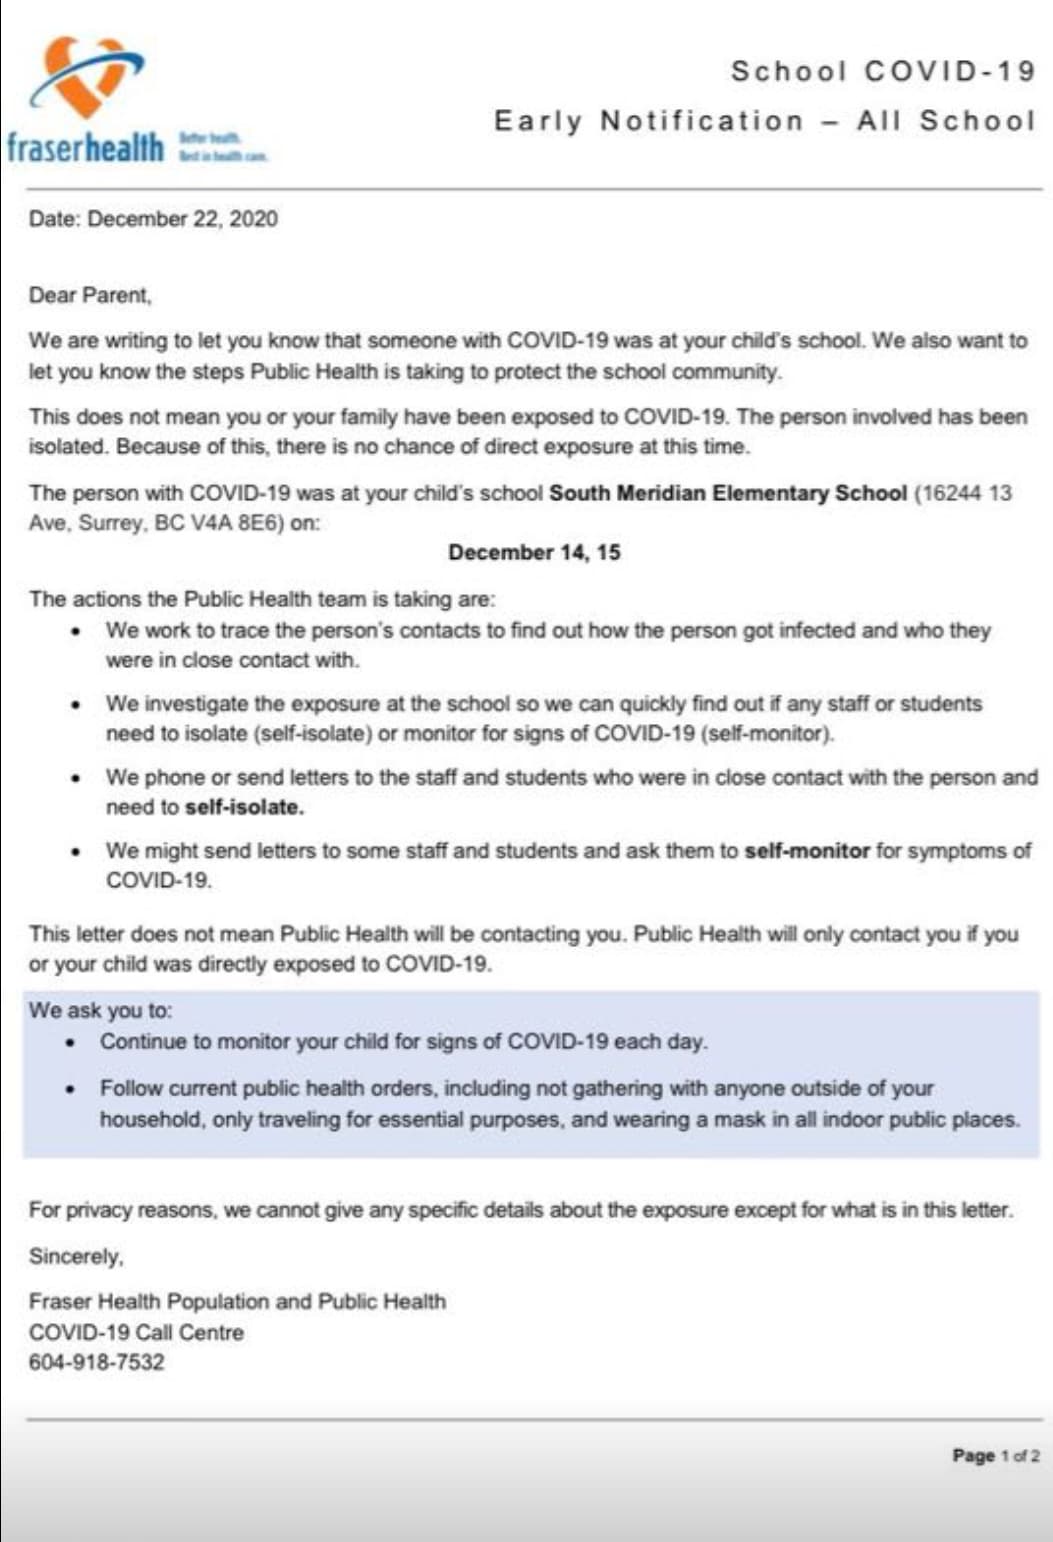 School COVID-19
Early Notification – All School
fraserhealth
Better health.
Best in health care.
Date: December 22, 2020
Dear Parent,
We are writing to let you know that someone with COVID-19 was at your child's school. We also want to
let you know the steps Public Health is taking to protect the school community.
This does not mean you or your family have been exposed to COVID-19. The person involved has been
isolated. Because of this, there is no chance of direct exposure at this time.
The person with COVID-19 was at your child's school South Meridian Elementary School (16244 13
Ave, Surrey, BC V4A 8E6) on:
December 14, 15
The actions the Public Health team is taking are:
• We work to trace the person's contacts to find out how the person got infected and who they
were in close contact with.
• We investigate the exposure at the school so we can quickly find out if any staff or students
need to isolate (self-isolate) or monitor for signs of COVID-19 (self-monitor).
• We phone or send letters to the staff and students who were in close contact with the person and
need to self-isolate.
• We might send letters to some staff and students and ask them to self-monitor for symptoms of
COVID-19.
This letter does not mean Public Health will be contacting you. Public Health will only contact you if you
or your child was directly exposed to COVID-19.
We ask you to:
• Continue to monitor your child for signs of COVID-19 each day.
• Follow current public health orders, including not gathering with anyone outside of your
household, only traveling for essential purposes, and wearing a mask in all indoor public places.
For privacy reasons, we cannot give any specific details about the exposure except for what is in this letter.
Sincerely,
Fraser Health Population and Public Health
COVID-19 Call Centre
604-918-7532
Page 1 of 2